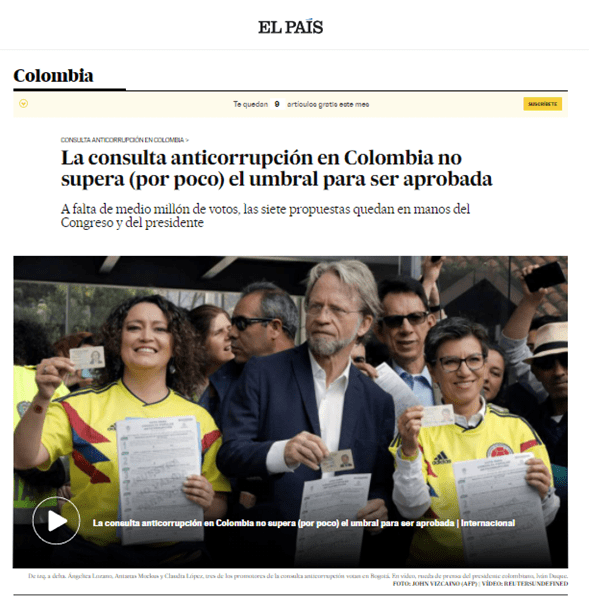 EL PAÍS
Colombia
Te quedan 9 artículos gratis este mes
SUSCRÍBETE
CONSULTA ANTICORRUPCIÓN EN COLOMBIA >
La consulta anticorrupción en Colombia no
supera (por poco) el umbral para ser aprobada
A falta de medio millón de votos, las siete propuestas quedan en manos del
Congreso y del presidente
La consulta anticorrupción en Colombia no supera (por poco) el umbral para ser aprobada | Internacional
De izq. a dcha. Angélica Lozano, Antanas Mockus y Claudia López, tres de los promotores de la consulta anticorrupción votan en Bogotá. En vídeo, rueda de prensa del presidente colombiano, Iván Duque.
FOTO: JOHN VIZCAINO (AFP) | VÍDEO: REUTERSUNDEFINED